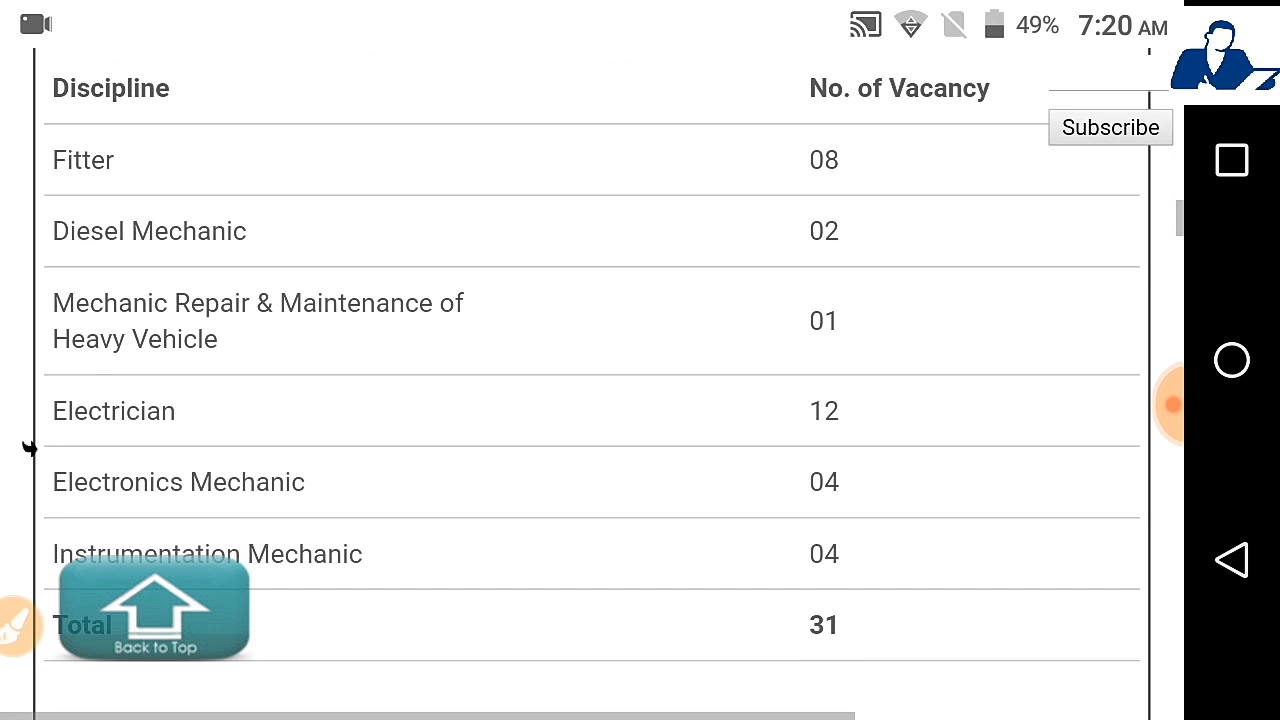 49% 7:20 AM
Discipline No. of Vacancy
Subscribe
Fitter 08
Diesel Mechanic 02
Mechanic Repair & Maintenance of
Heavy Vehicle 01
Electrician 12
Electronics Mechanic 04
Instrumentation Mechanic 04
Total 31
Back to Top